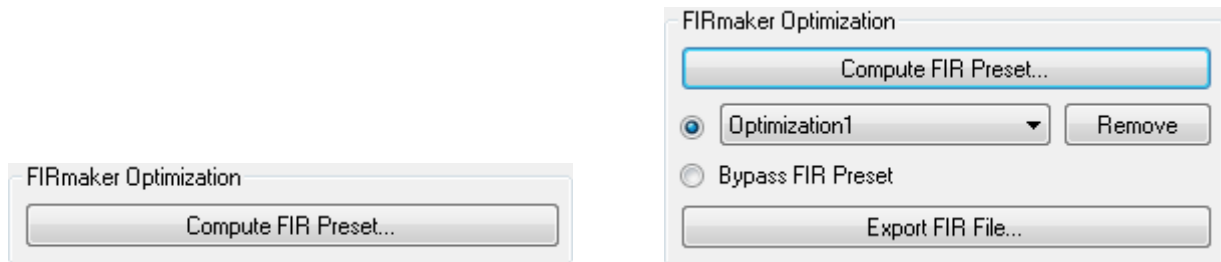 FIRmaker Optimization
Compute FIR Preset...
FIRmaker Optimization
Compute FIR Preset...
Optimization1
Remove
Bypass FIR Preset
Export FIR File...